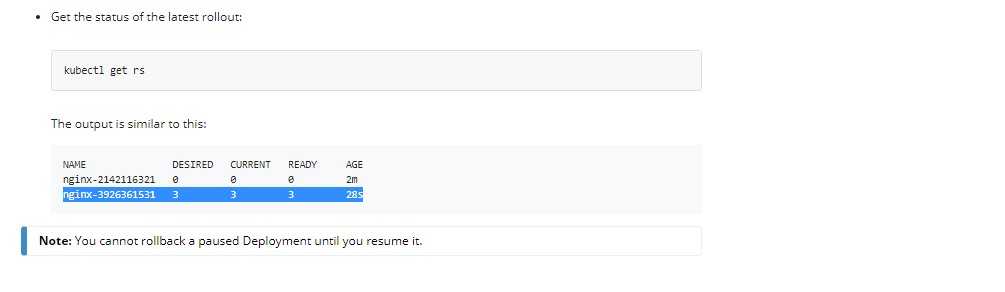 Get the status of the latest rollout:
kubectl get rs
The output is similar to this:
NAME DESIRED CURRENT READY AGE
nginx-2142116321 0 0 0 2m
nginx-3926361531 3 3 3 28s
Note: You cannot rollback a paused Deployment until you resume it.